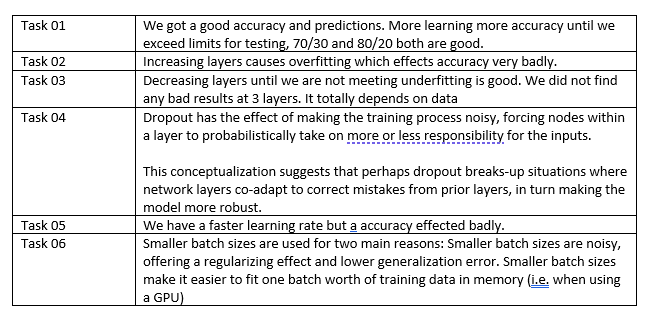 Task 01
We got a good accuracy and predictions. More learning more accuracy until we
exceed limits for testing, 70/30 and 80/20 both are good.
Task 02
Increasing layers causes overfitting which effects accuracy very badly.
Task 03
Decreasing layers until we are not meeting underfitting is good. We did not find
any bad results at 3 layers. It totally depends on data
Task 04
Dropout has the effect of making the training process noisy, forcing nodes within
a layer to probabilistically take on more or less responsibility for the inputs.
This conceptualization suggests that perhaps dropout breaks-up situations where
network layers co-adapt to correct mistakes from prior layers, in turn making the
model more robust.
Task 05
We have a faster learning rate but a accuracy effected badly.
Task 06
Smaller batch sizes are used for two main reasons: Smaller batch sizes are noisy,
offering a regularizing effect and lower generalization error. Smaller batch sizes
make it easier to fit one batch worth of training data in memory (i.e. when using
a GPU)